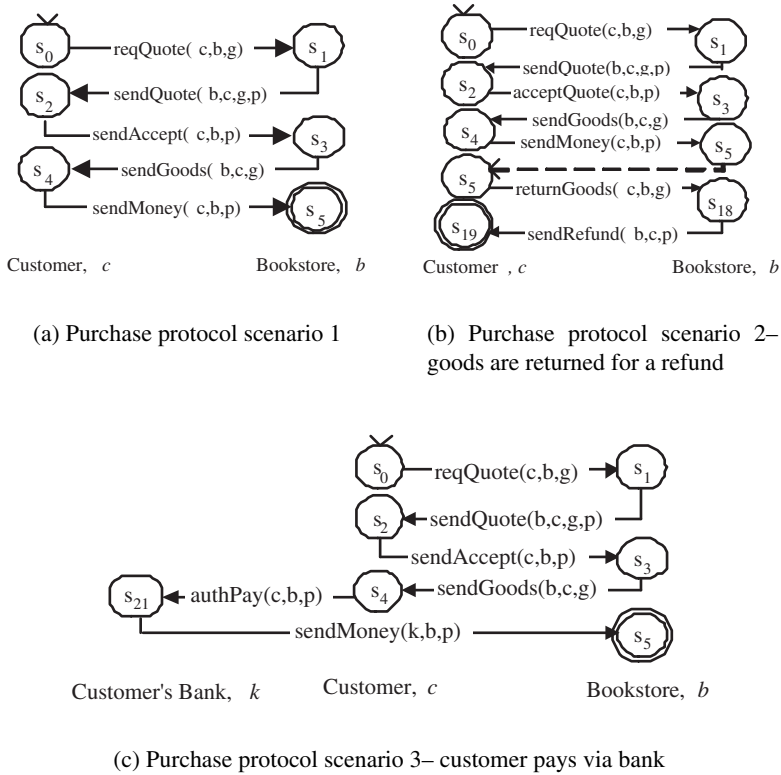 s0 reqQuote( c,b,g) s1
s2 sendQuote( b,c,g,p)
sendAccept( c,b,p) s3
s4 sendGoods( b,c,g)
sendMoney( c,b,p) s5
Customer, c Bookstore, b
(a) Purchase protocol scenario 1
s0 reqQuote(c,b,g) s1
sendQuote(b,c,g,p)
s2 acceptQuote(c,b,p) s3
sendGoods(b,c,g)
s4 sendMoney(c,b,p) s5
s5 returnGoods( c,b,g) s18
s19 sendRefund( b,c,p)
Customer , c Bookstore, b
(b) Purchase protocol scenario 2–
goods are returned for a refund
s0 reqQuote(c,b,g) s1
s2 sendQuote(b,c,g,p)
sendAccept(c,b,p) s3
s21 authPay(c,b,p) s4 sendGoods(b,c,g)
sendMoney(k,b,p) s5
Customer's Bank, k Customer, c Bookstore, b
(c) Purchase protocol scenario 3– customer pays via bank